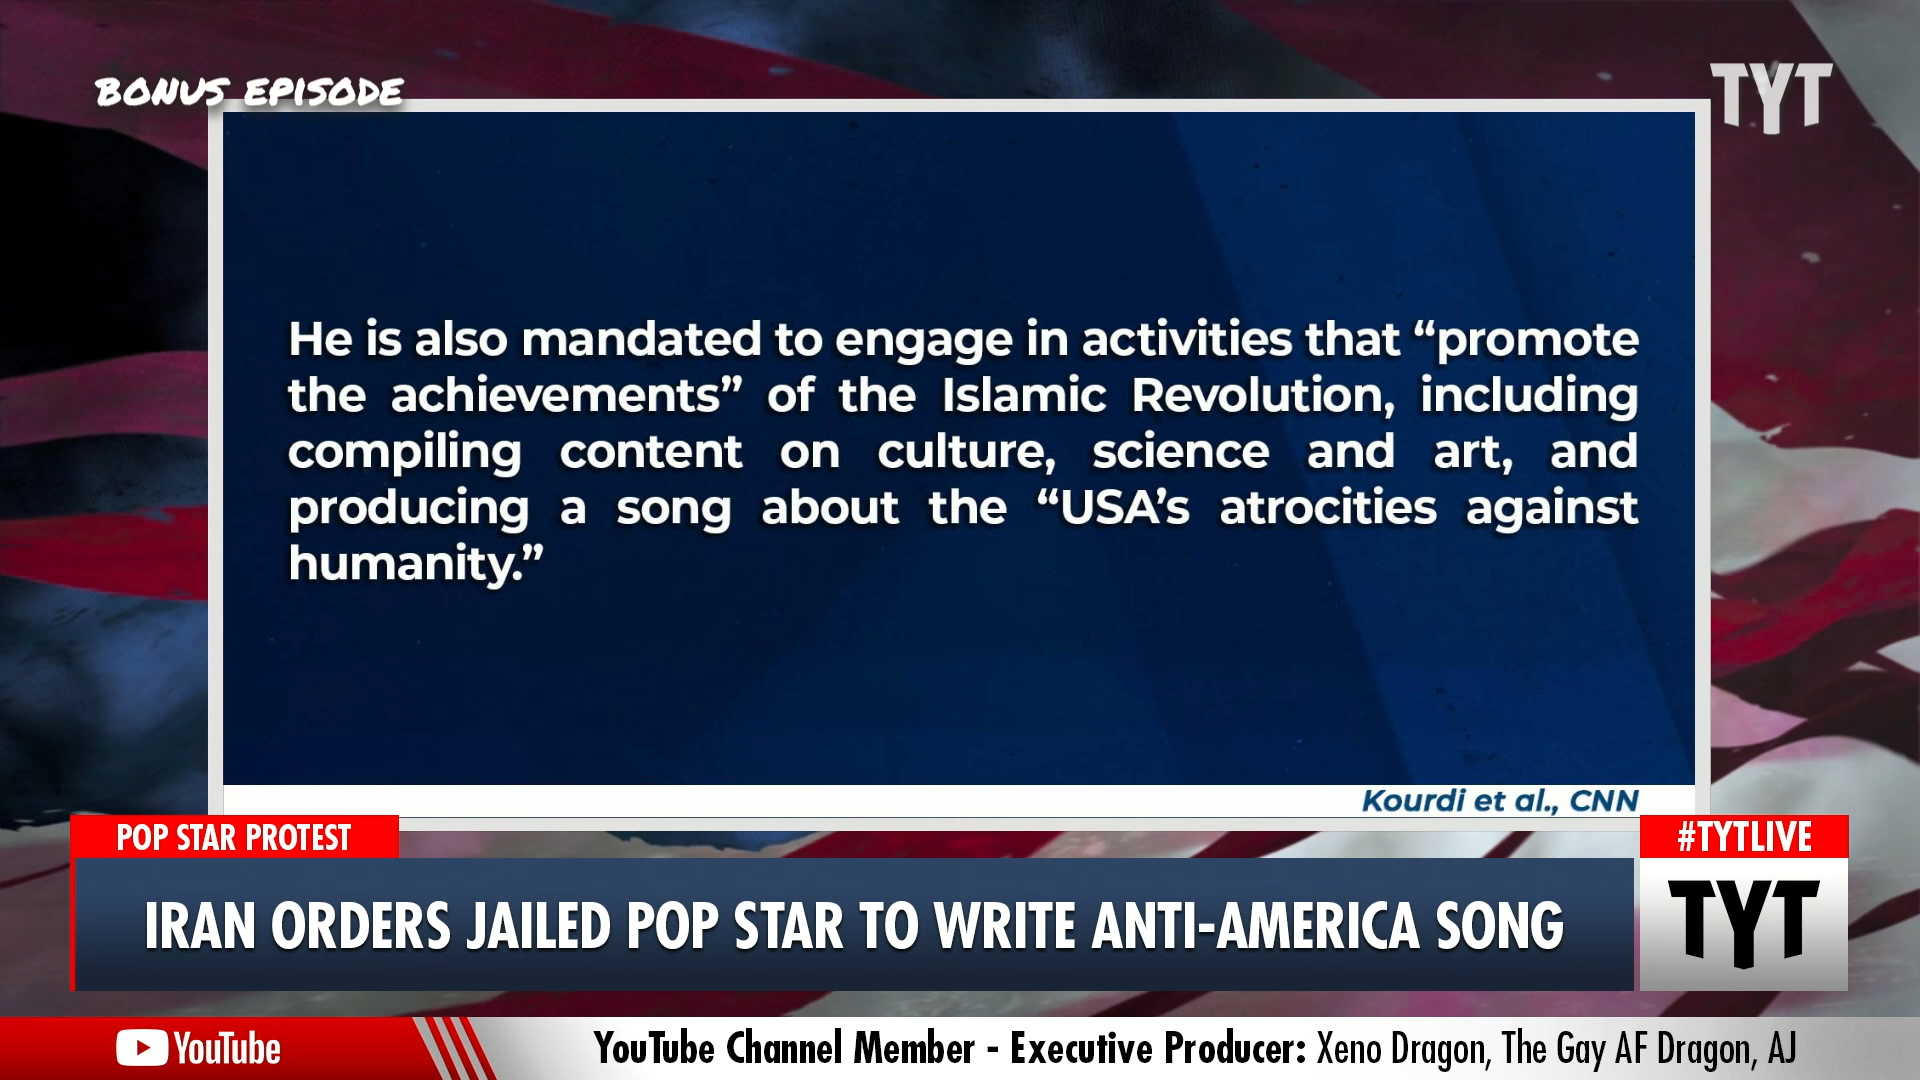 BONUS EPISODE
TYT
He is also mandated to engage in activities that “promote
the achievements” of the Islamic Revolution, including
compiling content on culture, science and art, and
producing a song about the “USA’s atrocities against
humanity.”
Kourdi et al., CNN
POP STAR PROTEST
#TYTLIVE
IRAN ORDERS JAILED POP STAR TO WRITE ANTI-AMERICA SONG
TYT
YouTube
YouTube Channel Member - Executive Producer: Xeno Dragon, The Gay AF Dragon, AJ